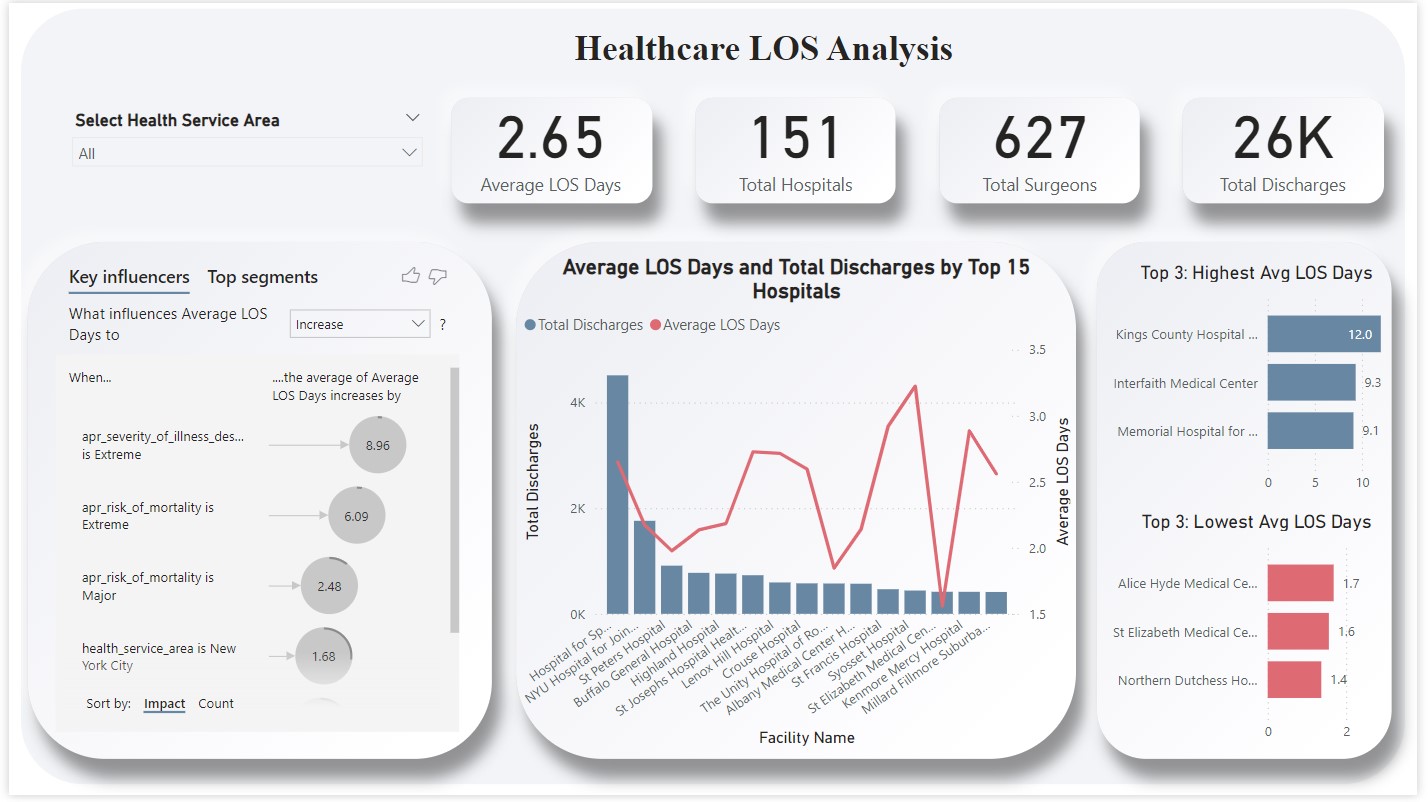 Healthcare LOS Analysis
Select Health Service Area
All
2.65
Average LOS Days
151
Total Hospitals
627
Total Surgeons
26K
Total Discharges
Key influencers
Top segments
What influences Average LOS
Days to
Increase
?
When...
....the average of Average
LOS Days increases by
apr_severity_of_illness_des...
is Extreme
8.96
apr_risk_of_mortality is
Extreme
6.09
apr_risk_of_mortality is
Major
2.48
health_service_area is New
York City
1.68
Sort by:
Impact
Count
Average LOS Days and Total Discharges by Top 15
Hospitals
Total Discharges
Average LOS Days
Total Discharges
4K
2K
0K
3.5
3.0
2.5
2.0
1.5
Average LOS Days
Hospital for Sp...
NYU Hospital for Join...
St Peters Hospital
Buffalo General Hospital
Highland Hospital
St Josephs Hospital Healt...
Lenox Hill Hospital
Crouse Hospital
The Unity Hospital of Ro...
Albany Medical Center H...
St Francis Hospital
Syosset Hospital
St Elizabeth Medical Cen...
Kenmore Mercy Hospital
Millard Fillmore Suburba...
Facility Name
Top 3: Highest Avg LOS Days
Kings County Hospital ...
12.0
Interfaith Medical Center
9.3
Memorial Hospital for ...
9.1
0
5
10
Top 3: Lowest Avg LOS Days
Alice Hyde Medical Ce...
1.7
St Elizabeth Medical Ce...
1.6
Northern Dutchess Ho...
1.4
0
2